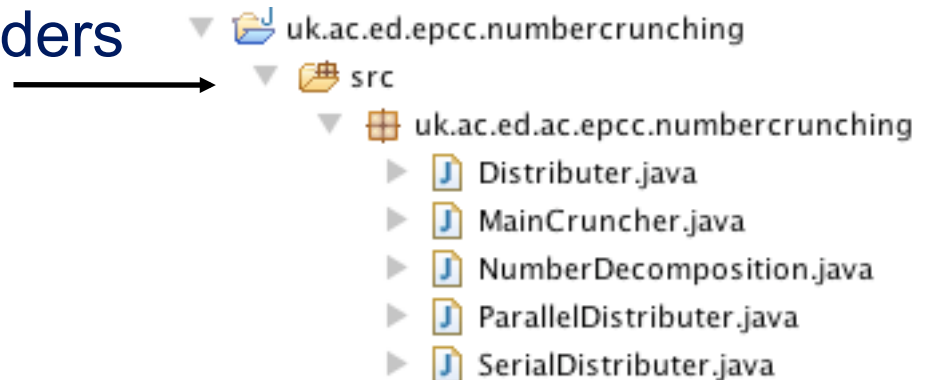 ders
uk.ac.ed.epcc.numbercrunching
src
uk.ac.ed.ac.epcc.numbercrunching
Distributer.java
MainCruncher.java
NumberDecomposition.java
ParallelDistributer.java
SerialDistributer.java